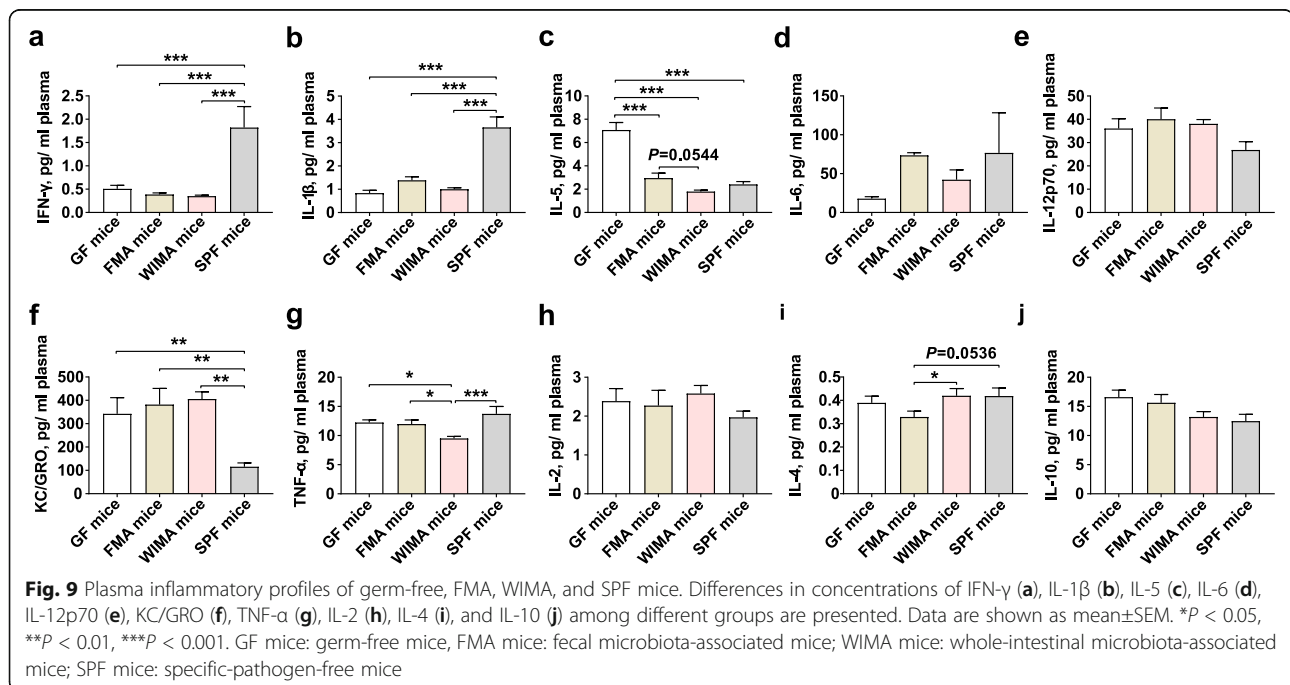 a
***
***
***
IFN-γ, pg/ ml plasma
2.5
2.0
1.5
1.0
0.5
0.0
GF mice
FMA mice
WIMA mice
SPF mice
b
***
***
***
IL-1β, pg/ ml plasma
5
4
3
2
1
0
GF mice
FMA mice
WIMA mice
SPF mice
c
***
***
***
P=0.0544
IL-5, pg/ ml plasma
8
6
4
2
0
GF mice
FMA mice
WIMA mice
SPF mice
d
IL-6, pg/ ml plasma
150
100
50
0
GF mice
FMA mice
WIMA mice
SPF mice
e
IL-12p70, pg/ ml plasma
50
40
30
20
10
0
GF mice
FMA mice
WIMA mice
SPF mice
f
**
**
**
KC/GRO, pg/ ml plasma
500
400
300
200
100
0
GF mice
FMA mice
WIMA mice
SPF mice
g
*
*
***
TNF-α, pg/ ml plasma
20
15
10
5
0
GF mice
FMA mice
WIMA mice
SPF mice
h
IL-2, pg/ ml plasma
4
3
2
1
0
GF mice
FMA mice
WIMA mice
SPF mice
i
P=0.0536
*
IL-4, pg/ ml plasma
0.5
0.4
0.3
0.2
0.1
0
GF mice
FMA mice
WIMA mice
SPF mice
j
IL-10, pg/ ml plasma
20
15
10
5
0
GF mice
FMA mice
WIMA mice
SPF mice
Fig. 9 Plasma inflammatory profiles of germ-free, FMA, WIMA, and SPF mice. Differences in concentrations of IFN-γ (a), IL-1β (b), IL-5 (c), IL-6 (d),
IL-12p70 (e), KC/GRO (f), TNF-α (g), IL-2 (h), IL-4 (i), and IL-10 (j) among different groups are presented. Data are shown as mean±SEM. *P < 0.05,
**P < 0.01, ***P < 0.001. GF mice: germ-free mice, FMA mice: fecal microbiota-associated mice; WIMA mice: whole-intestinal microbiota-associated
mice; SPF mice: specific-pathogen-free mice